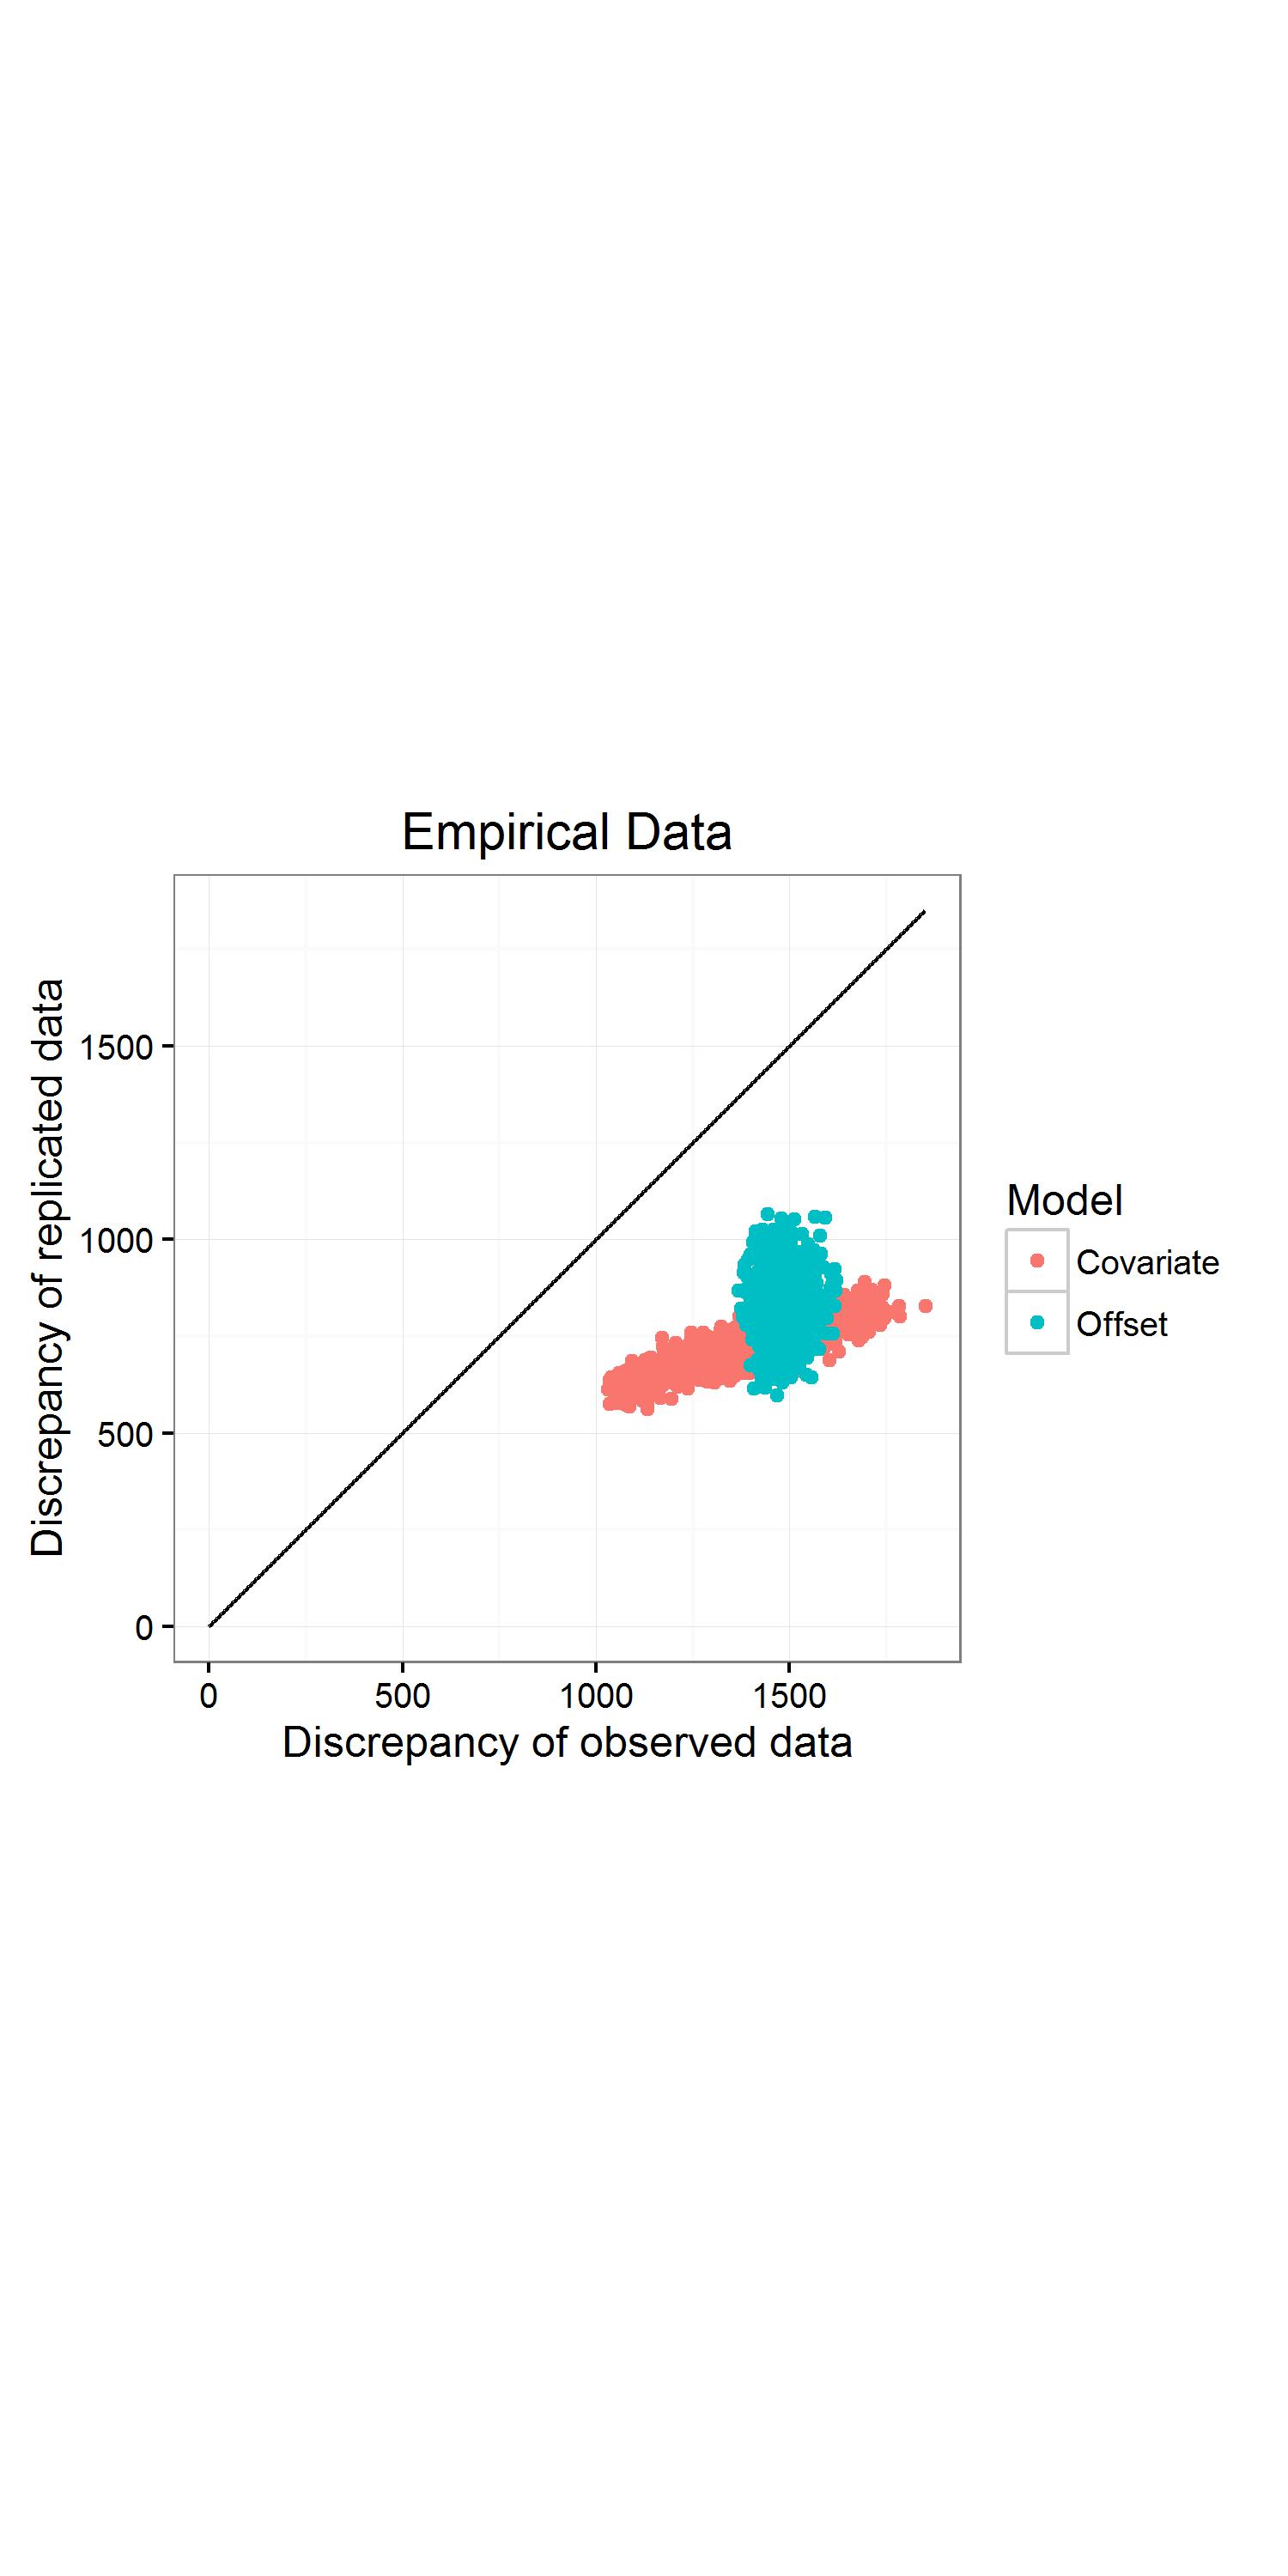 Empirical Data
Discrepancy of replicated data
1500
1000
500
0
0 500 1000 1500
Discrepancy of observed data
Model
Covariate
Offset